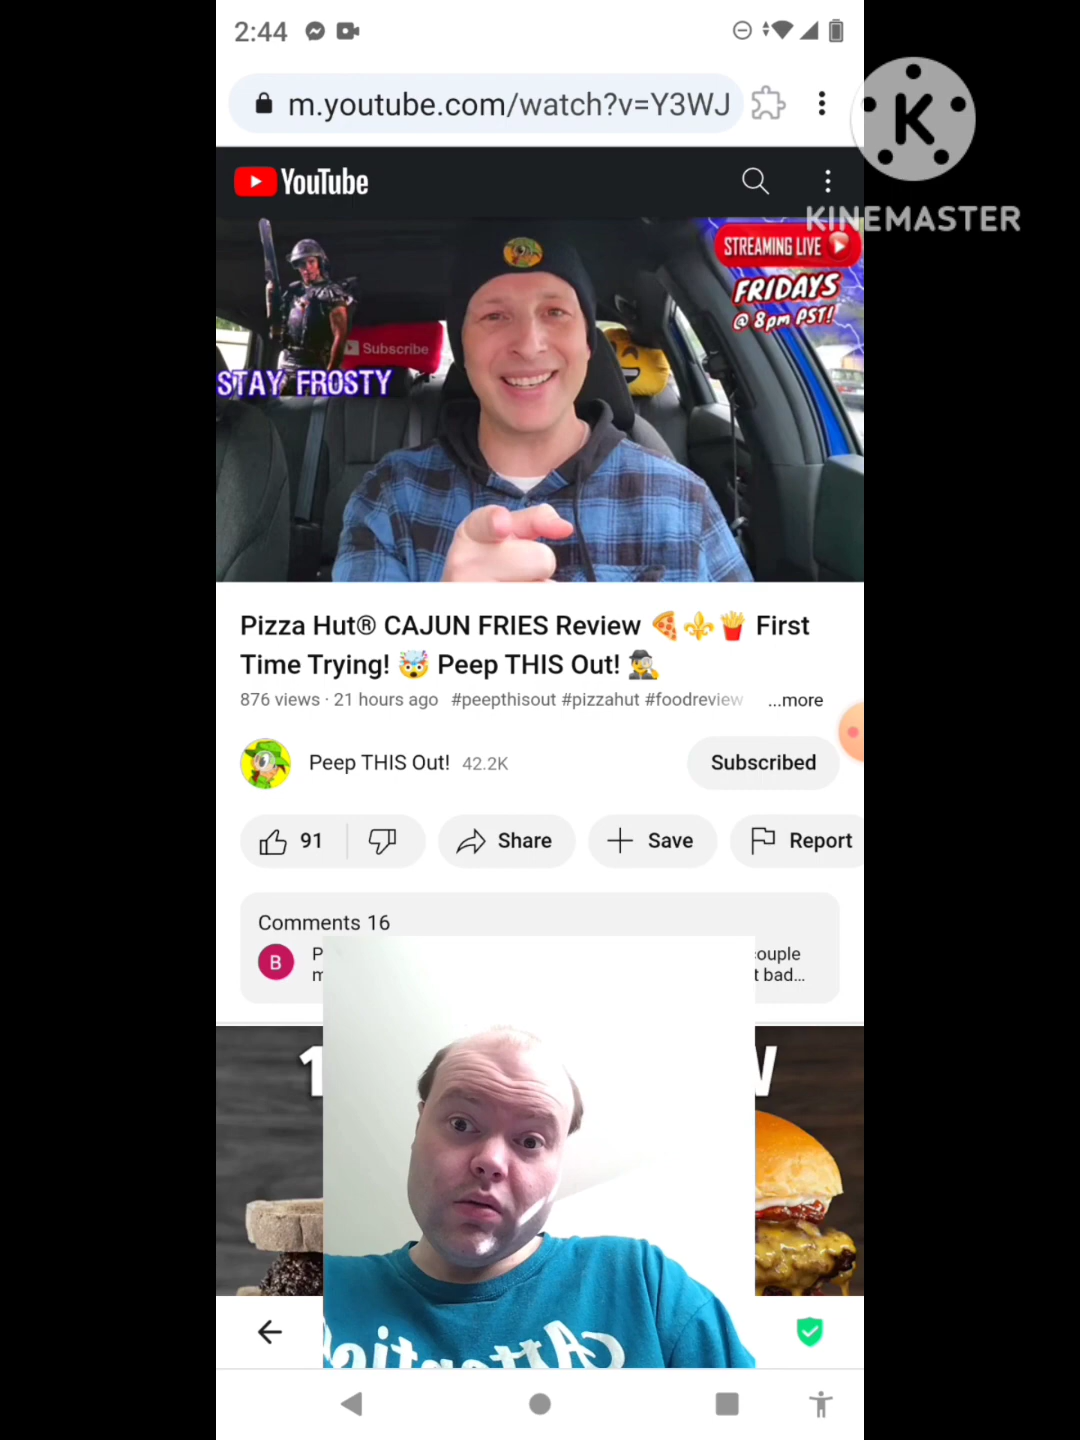 2:44
m.youtube.com/watch?v=Y3WJ
K
KINEMASTER
YouTube
STREAMING LIVE
FRIDAYS
@ 8pm PST!
Subscribe
STAY FROSTY
Pizza Hut® CAJUN FRIES Review 🍕⚜️🍟 First
Time Trying! 🤯 Peep THIS Out! 🕵️
876 views · 21 hours ago #peepthisout #pizzahut #foodreview ...more
Peep THIS Out! 42.2K
Subscribed
91
Share
Save
Report
Comments 16
B
t bad...